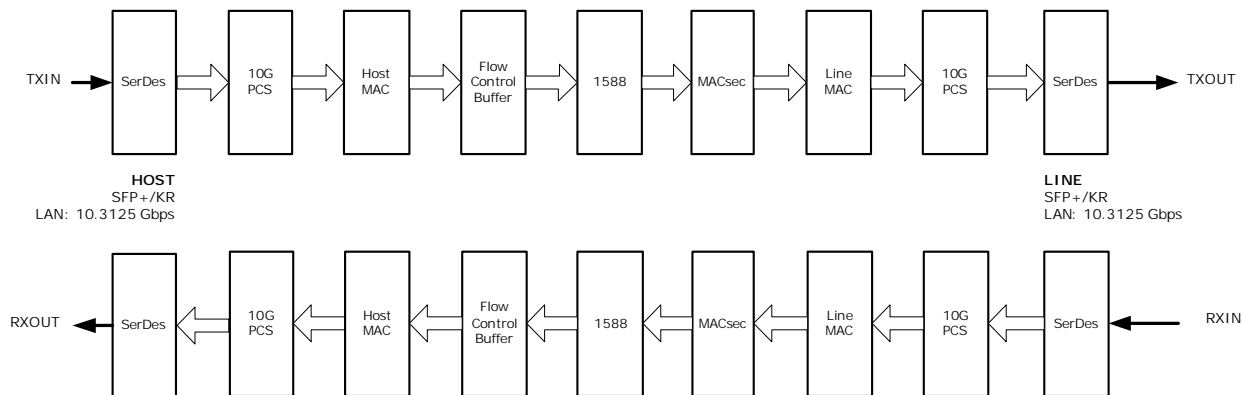 TXIN
SerDes
10G
PCS
Host
MAC
Flow
Control
Buffer
1588
MACsec
Line
MAC
10G
PCS
SerDes
TXOUT
HOST
SFP+/KR
LAN: 10.3125 Gbps
LINE
SFP+/KR
LAN: 10.3125 Gbps
RXOUT
SerDes
10G
PCS
Host
MAC
Flow
Control
Buffer
1588
MACsec
Line
MAC
10G
PCS
SerDes
RXIN